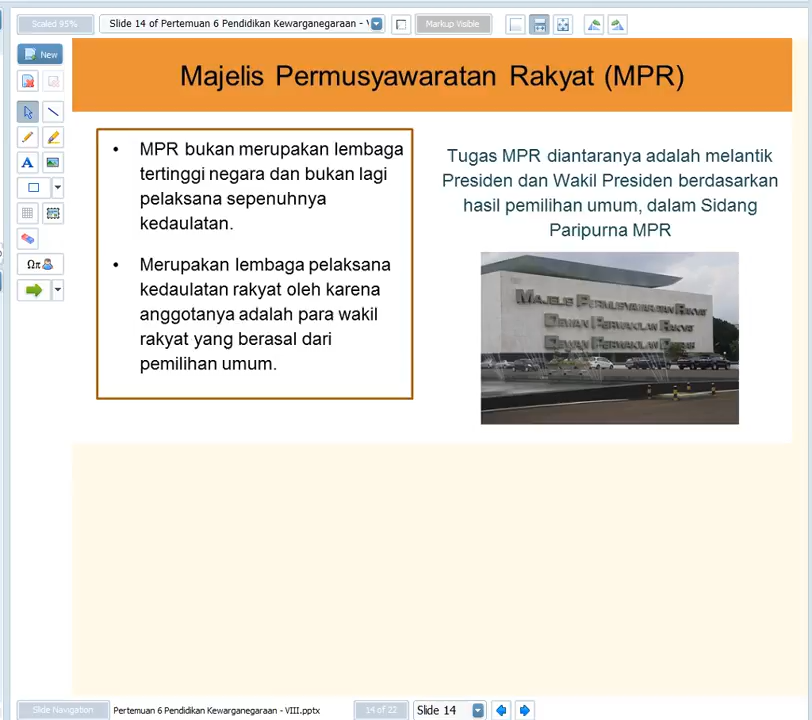 Scaled 95%
Slide 14 of Pertemuan 6 Pendidikan Kewarganegaraan - V
Markup Visible
New
Majelis Permusyawaratan Rakyat (MPR)
• MPR bukan merupakan lembaga
tertinggi negara dan bukan lagi
pelaksana sepenuhnya
kedaulatan.
• Merupakan lembaga pelaksana
kedaulatan rakyat oleh karena
anggotanya adalah para wakil
rakyat yang berasal dari
pemilihan umum.
Tugas MPR diantaranya adalah melantik
Presiden dan Wakil Presiden berdasarkan
hasil pemilihan umum, dalam Sidang
Paripurna MPR
MAJELIS PERMUSYAWARATAN RAKYAT
DEWAN PERWAKILAN RAKYAT
DEWAN PERWAKILAN DAERAH
A
Ωπ
Slide Navigation
Pertemuan 6 Pendidikan Kewarganegaraan - VIII.pptx
14 of 22
Slide 14